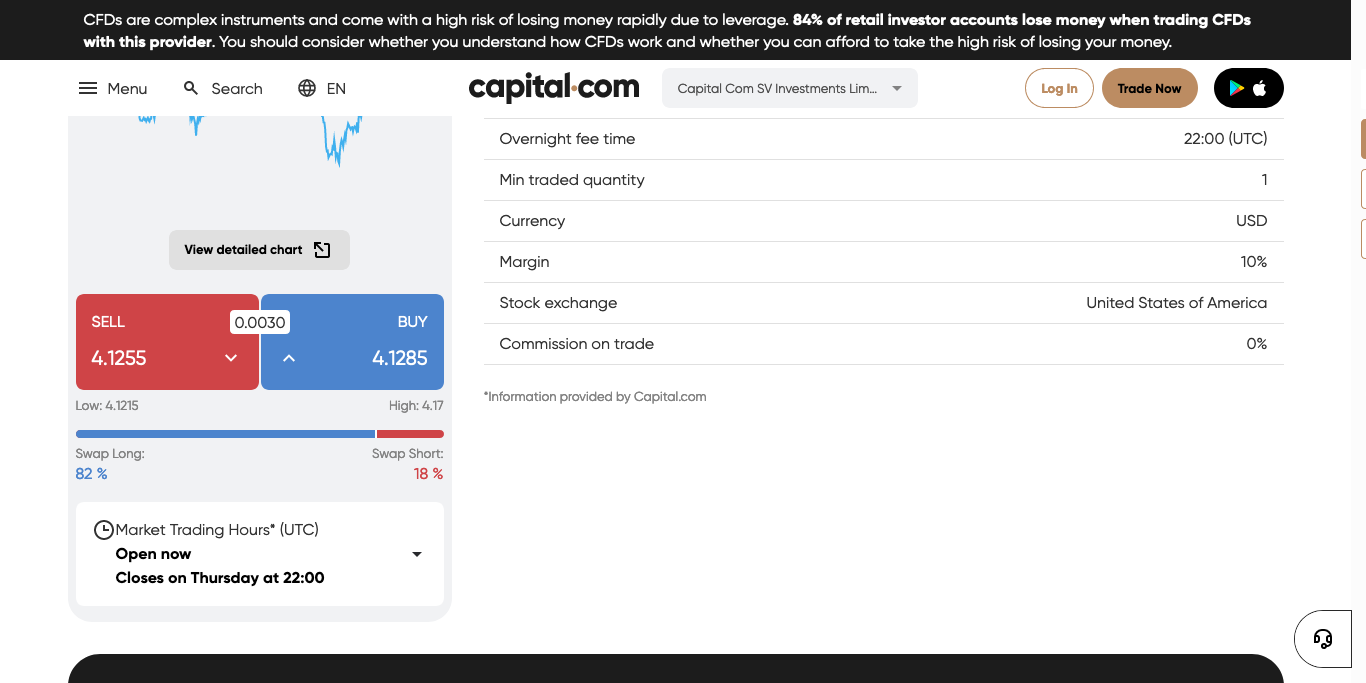 CFDs are complex instruments and come with a high risk of losing money rapidly due to leverage. 84% of retail investor accounts lose money when trading CFDs
with this provider. You should consider whether you understand how CFDs work and whether you can afford to take the high risk of losing your money.
Menu
Search
EN
capital.com
Capital Com SV Investments Lim...
Log In
Trade Now
View detailed chart
SELL
0.0030
BUY
4.1255
4.1285
Low: 4.1215
High: 4.17
Swap Long:
Swap Short:
82 %
18 %
Market Trading Hours* (UTC)
Open now
Closes on Thursday at 22:00
Overnight fee time 22:00 (UTC)
Min traded quantity 1
Currency USD
Margin 10%
Stock exchange United States of America
Commission on trade 0%
*Information provided by Capital.com